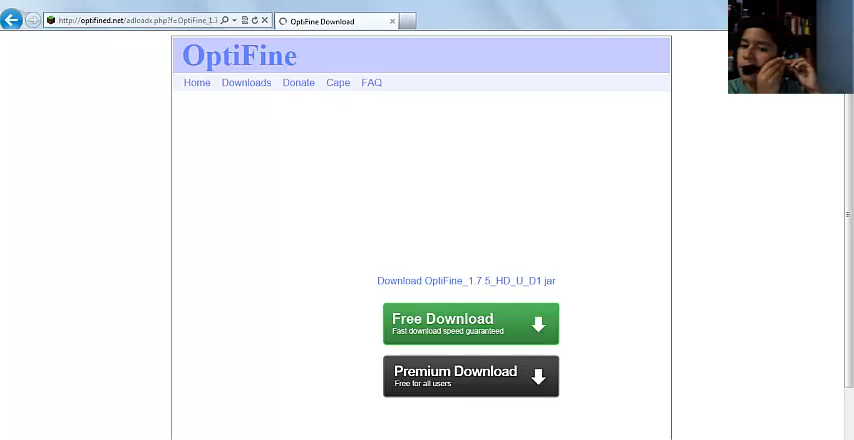 http://optifined.net/adloadx.php?f=OptiFine_1.7
OptiFine Download
OptiFine
Home Downloads Donate Cape FAQ
Download OptiFine_1.7 5_HD_U_D1 jar
Free Download
Fast download speed guaranteed
Premium Download
Free for all users